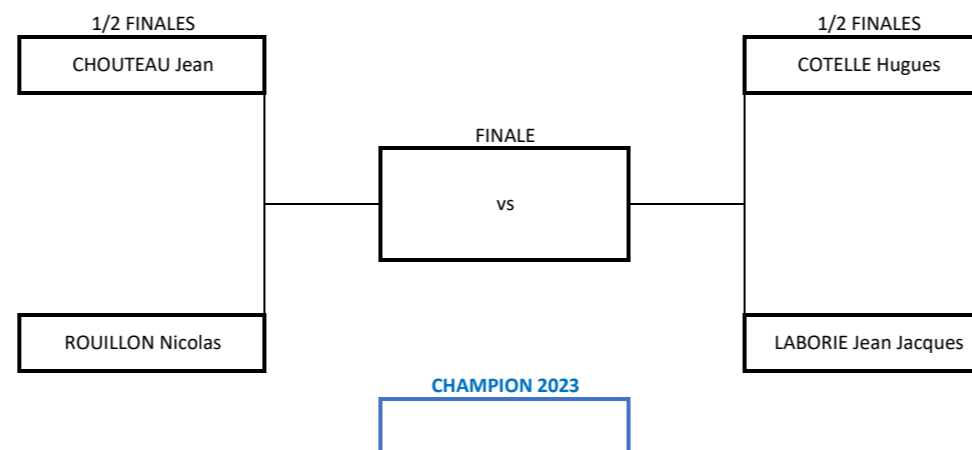 1/2 FINALES
1/2 FINALES
CHOUTEAU Jean
COTELLE Hugues
FINALE
vs
ROUILLON Nicolas
LABORIE Jean Jacques
CHAMPION 2023